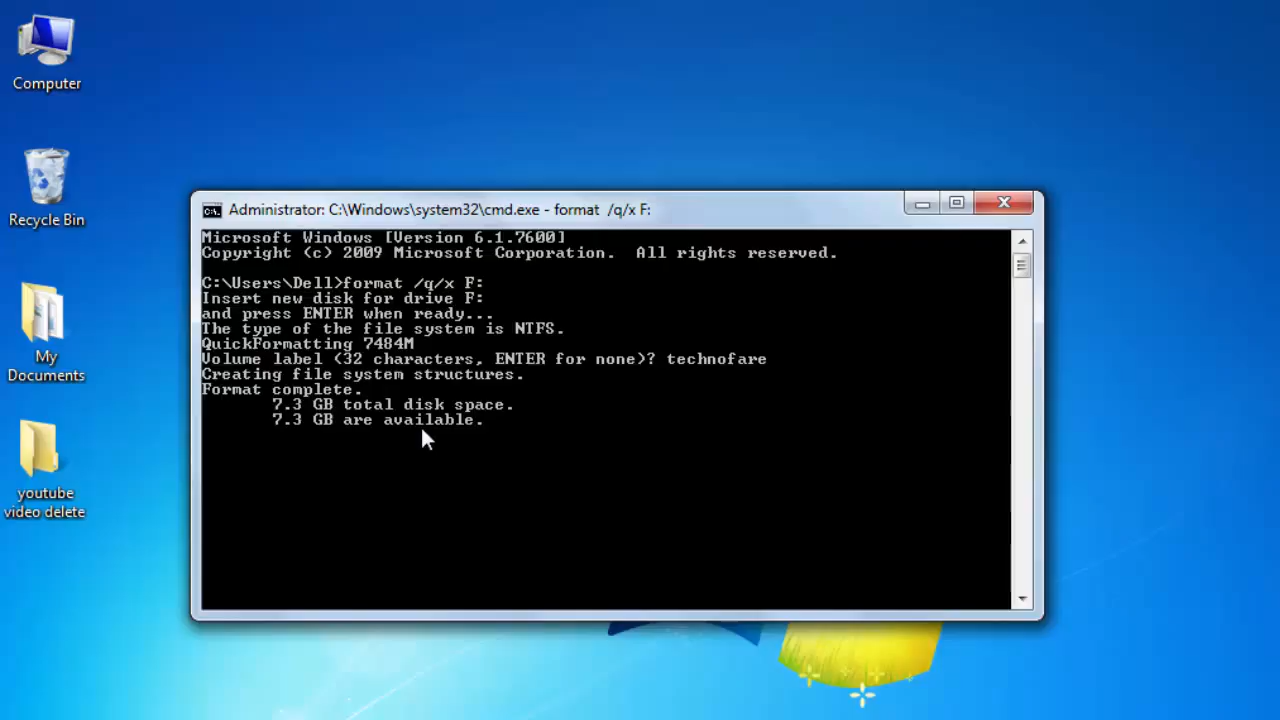 Computer
Recycle Bin
My
Documents
youtube
video delete
Administrator: C:\Windows\system32\cmd.exe - format  /q/x F:
Microsoft Windows [Version 6.1.7600]
Copyright (c) 2009 Microsoft Corporation.  All rights reserved.
C:\Users\Dell>format /q/x F:
Insert new disk for drive F:
and press ENTER when ready...
The type of the file system is NTFS.
QuickFormatting 7484M
Volume label (32 characters, ENTER for none)? technofare
Creating file system structures.
Format complete.
7.3 GB total disk space.
7.3 GB are available.